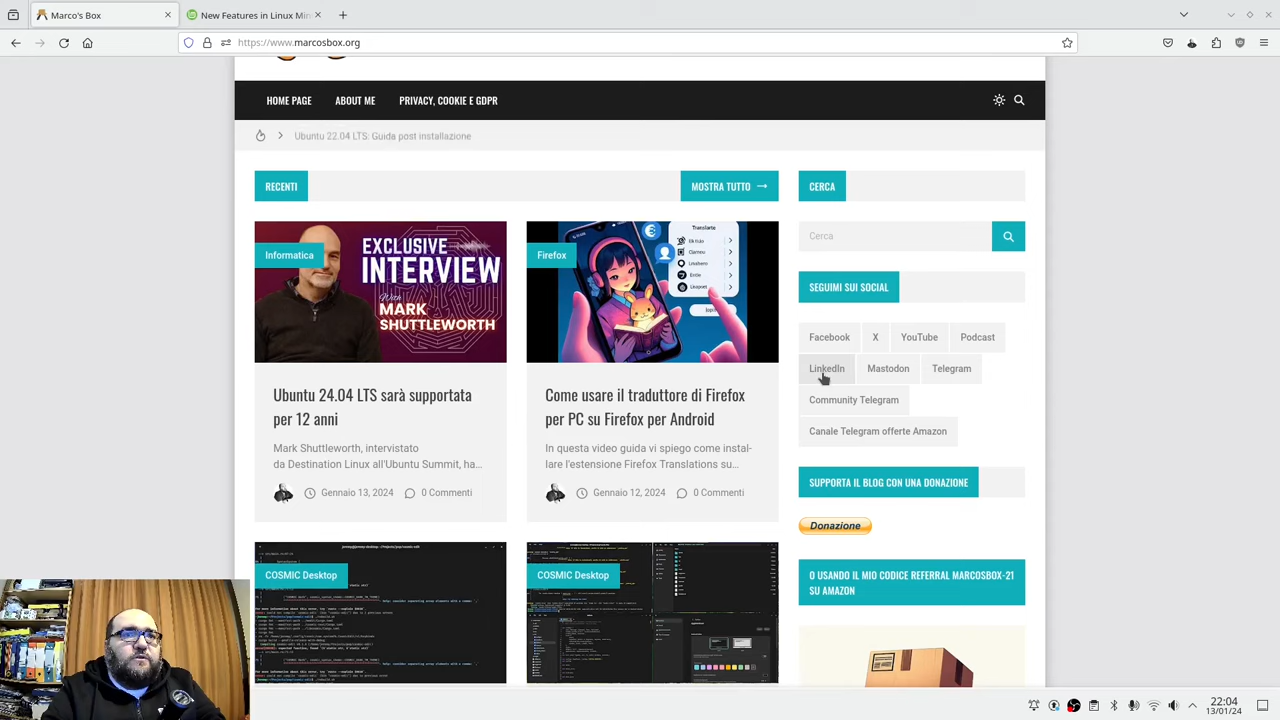 Marco's Box
Linux Min
https://www.marcosbox.org
HOME PAGE
ABOUT ME
PRIVACY, COOKIE E GDPR
Ubuntu 22.04 LTS: Guida post installazione
RECENTI
MOSTRA TUTTO
CERCA
Cerca
SEGUIMI SUI SOCIAL
Facebook
X
YouTube
Podcast
LinkedIn
Mastodon
Telegram
Community Telegram
Canale Telegram offerte Amazon
SUPPORTA IL BLOG CON UNA DONAZIONE
Donazione
O USANDO IL MIO CODICE REFERRAL MARCOSBOX-21
SU AMAZON
Informatica
EXCLUSIVE
INTERVIEW
With
MARK
SHUTTLEWORTH
Ubuntu 24.04 LTS sarà supportata
per 12 anni
Mark Shuttleworth, intervistato
da Destination Linux all'Ubuntu Summit, ha…
Gennaio 13, 2024
0 Commenti
Firefox
Translarte
Come usare il traduttore di Firefox
per PC su Firefox per Android
In questa video guida vi spiego come instal-
lare l'estensione Firefox Translations su…
Gennaio 12, 2024
0 Commenti
COSMIC Desktop
COSMIC Desktop
22:04
13/01/24